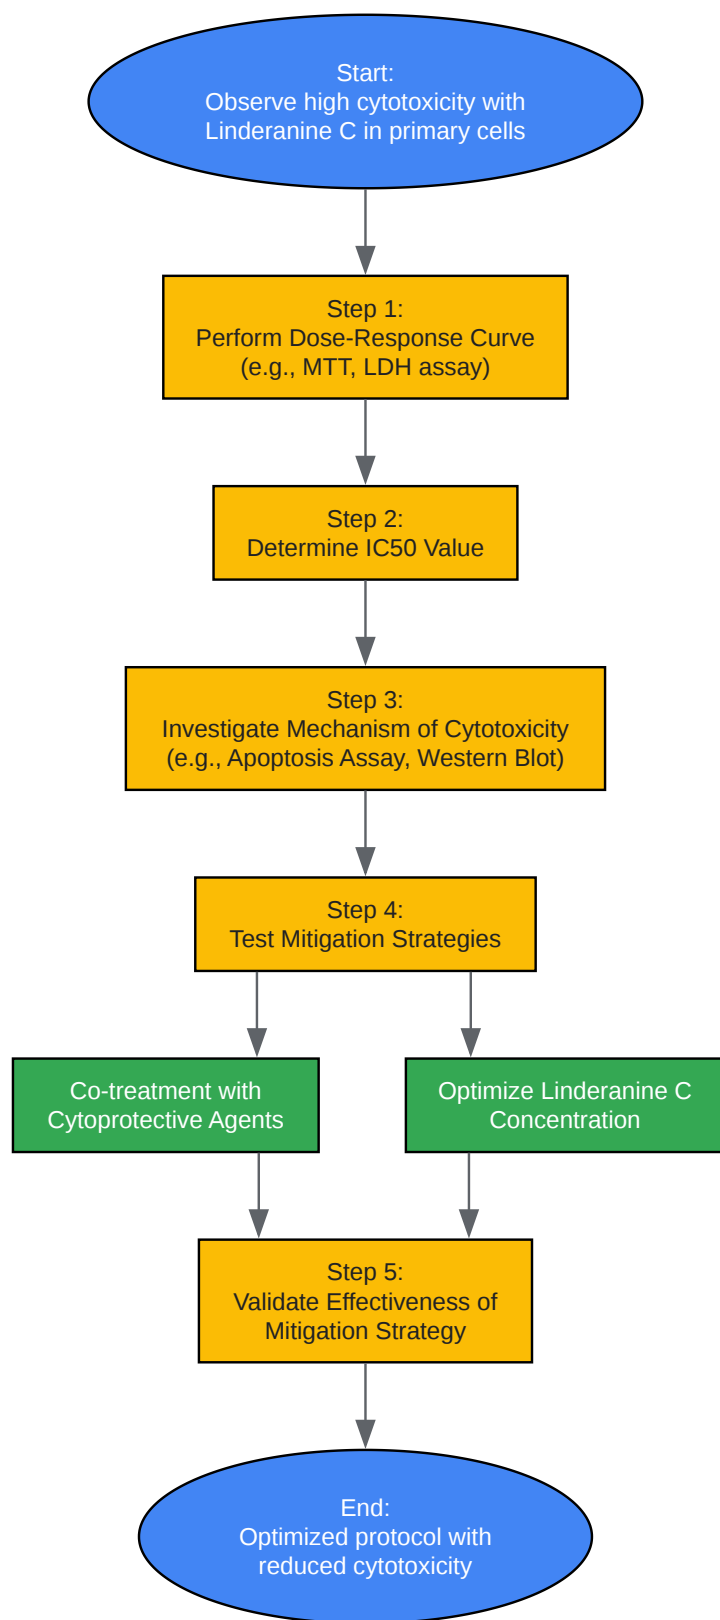 Start:
Observe high cytotoxicity with
Linderanine C in primary cells
Step 1:
Perform Dose-Response Curve
(e.g., MTT, LDH assay)
Step 2:
Determine IC50 Value
Step 3:
Investigate Mechanism of Cytotoxicity
(e.g., Apoptosis Assay, Western Blot)
Step 4:
Test Mitigation Strategies
Co-treatment with
Cytoprotective Agents
Optimize Linderanine C
Concentration
Step 5:
Validate Effectiveness of
Mitigation Strategy
End:
Optimized protocol with
reduced cytotoxicity